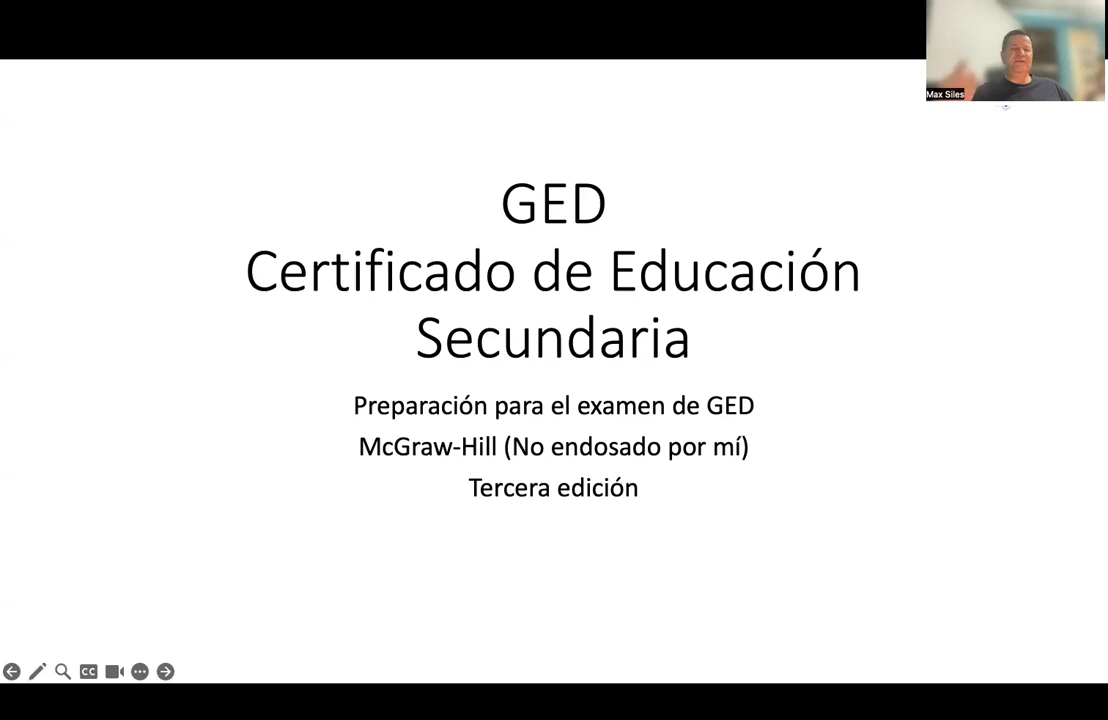 Max Siles
GED
Certificado de Educación
Secundaria
Preparación para el examen de GED
McGraw-Hill (No endosado por mí)
Tercera edición
CC